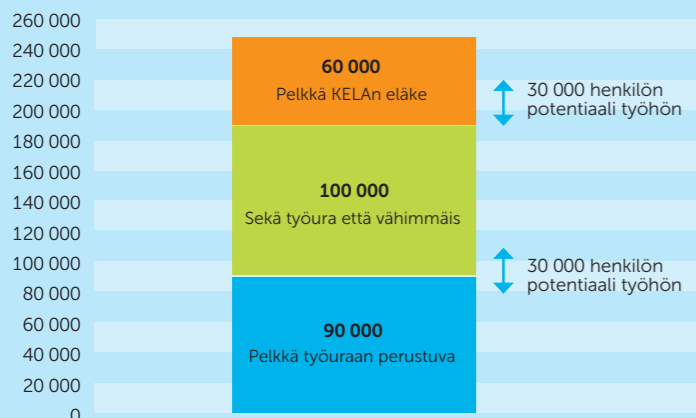 260 000
240 000
220 000
200 000
180 000
160 000
140 000
120 000
100 000
80 000
60 000
40 000
20 000
0
60 000
Pelkkä KELAn eläke
100 000
Sekä työura että vähimmäis
90 000
Pelkkä työuraan perustuva
30 000 henkilön
potentiaali työhön
30 000 henkilön
potentiaali työhön